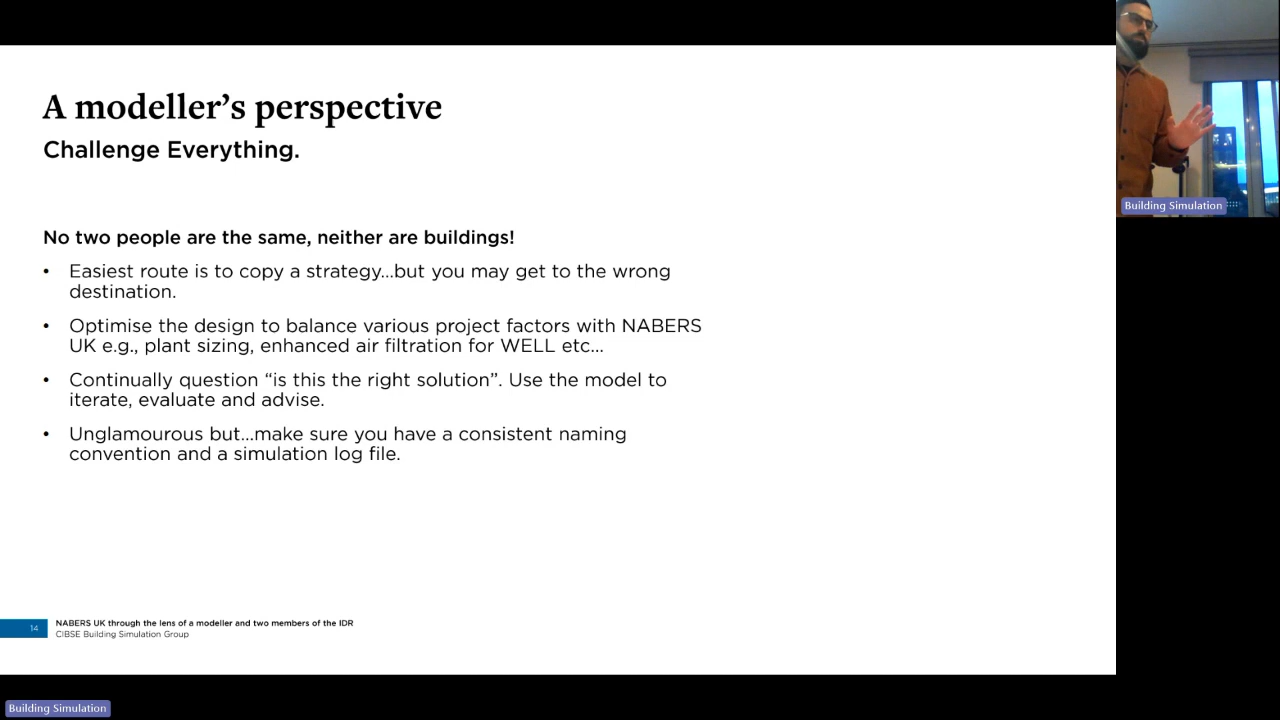 A modeller’s perspective
Challenge Everything.
No two people are the same, neither are buildings!
• Easiest route is to copy a strategy...but you may get to the wrong
destination.
• Optimise the design to balance various project factors with NABERS
UK e.g., plant sizing, enhanced air filtration for WELL etc...
• Continually question “is this the right solution”. Use the model to
iterate, evaluate and advise.
• Unglamourous but...make sure you have a consistent naming
convention and a simulation log file.
14
NABERS UK through the lens of a modeller and two members of the IDR
CIBSE Building Simulation Group
Building Simulation
Building Simulation